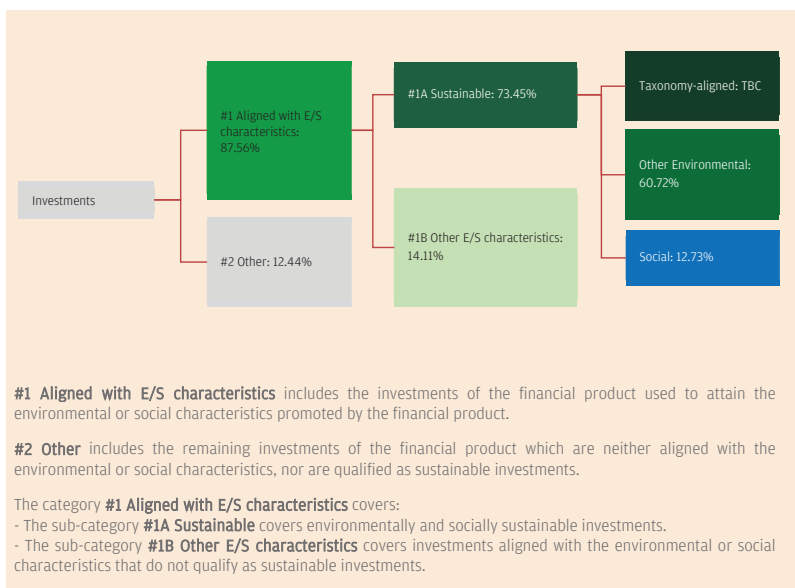 Investments
#1 Aligned with E/S
characteristics:
87.56%
#2 Other: 12.44%
#1A Sustainable: 73.45%
#1B Other E/S characteristics:
14.11%
Taxonomy-aligned: TBC
Other Environmental:
60.72%
Social: 12.73%
#1 Aligned with E/S characteristics includes the investments of the financial product used to attain the
environmental or social characteristics promoted by the financial product.
#2 Other includes the remaining investments of the financial product which are neither aligned with the
environmental or social characteristics, nor are qualified as sustainable investments.
The category #1 Aligned with E/S characteristics covers:
- The sub-category #1A Sustainable covers environmentally and socially sustainable investments.
- The sub-category #1B Other E/S characteristics covers investments aligned with the environmental or social
characteristics that do not qualify as sustainable investments.